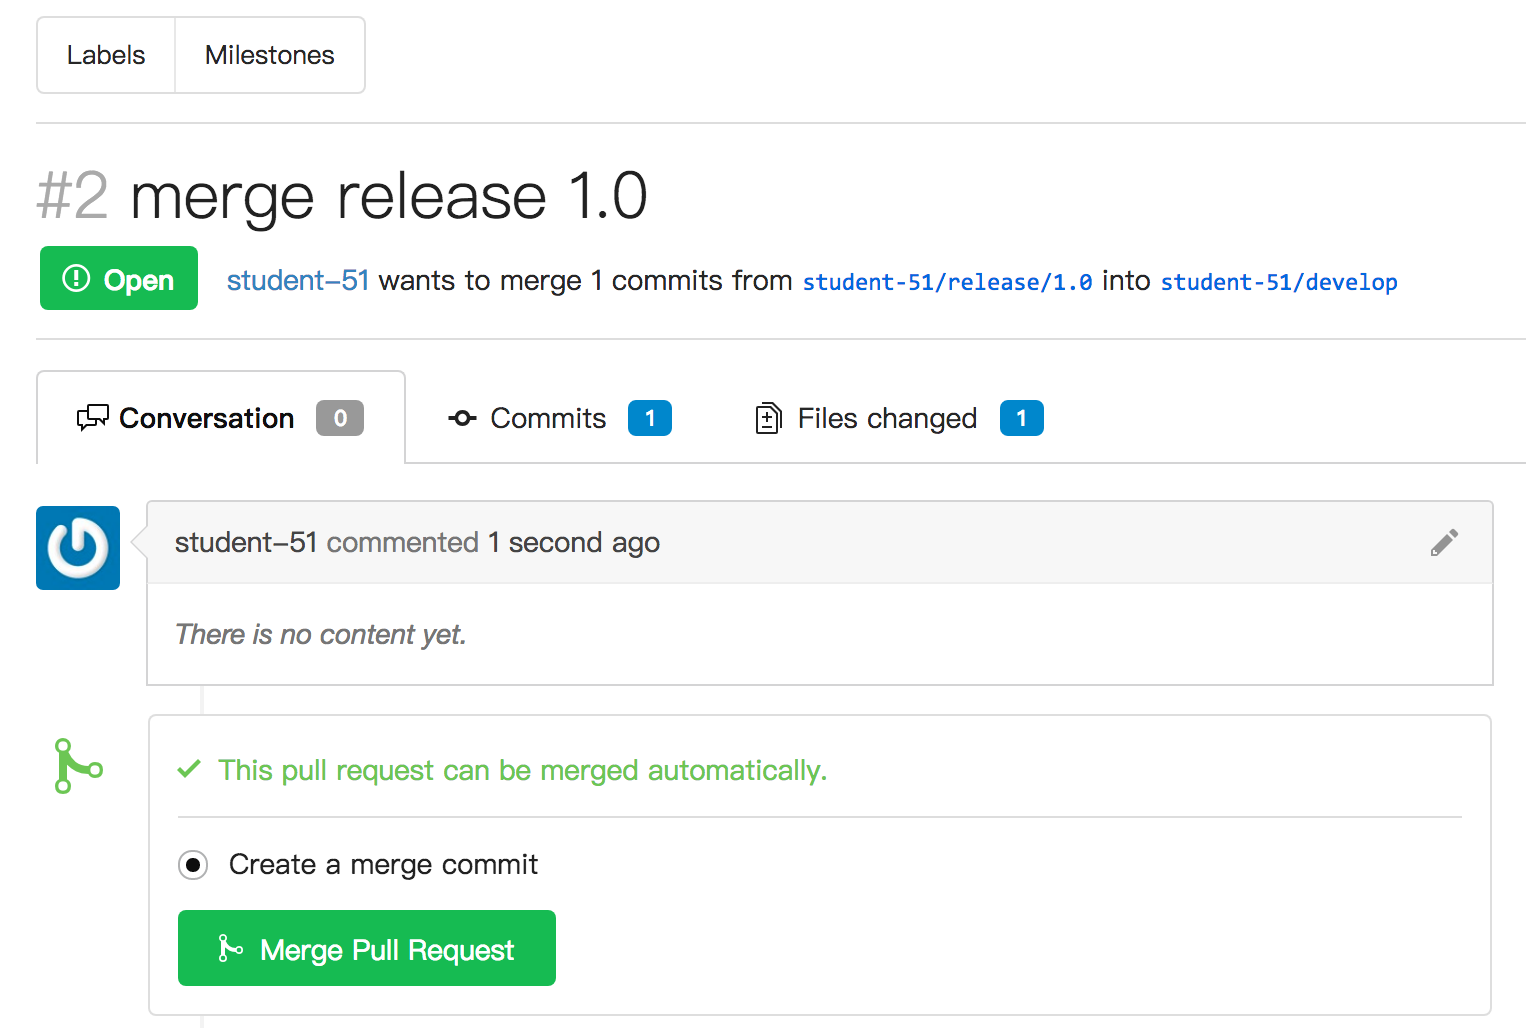 Labels Milestones
#2 merge release 1.0
Open student-51 wants to merge 1 commits from student-51/release/1.0 into student-51/develop
Conversation 0 Commits 1 Files changed 1
student-51 commented 1 second ago
There is no content yet.
This pull request can be merged automatically.
Create a merge commit
Merge Pull Request